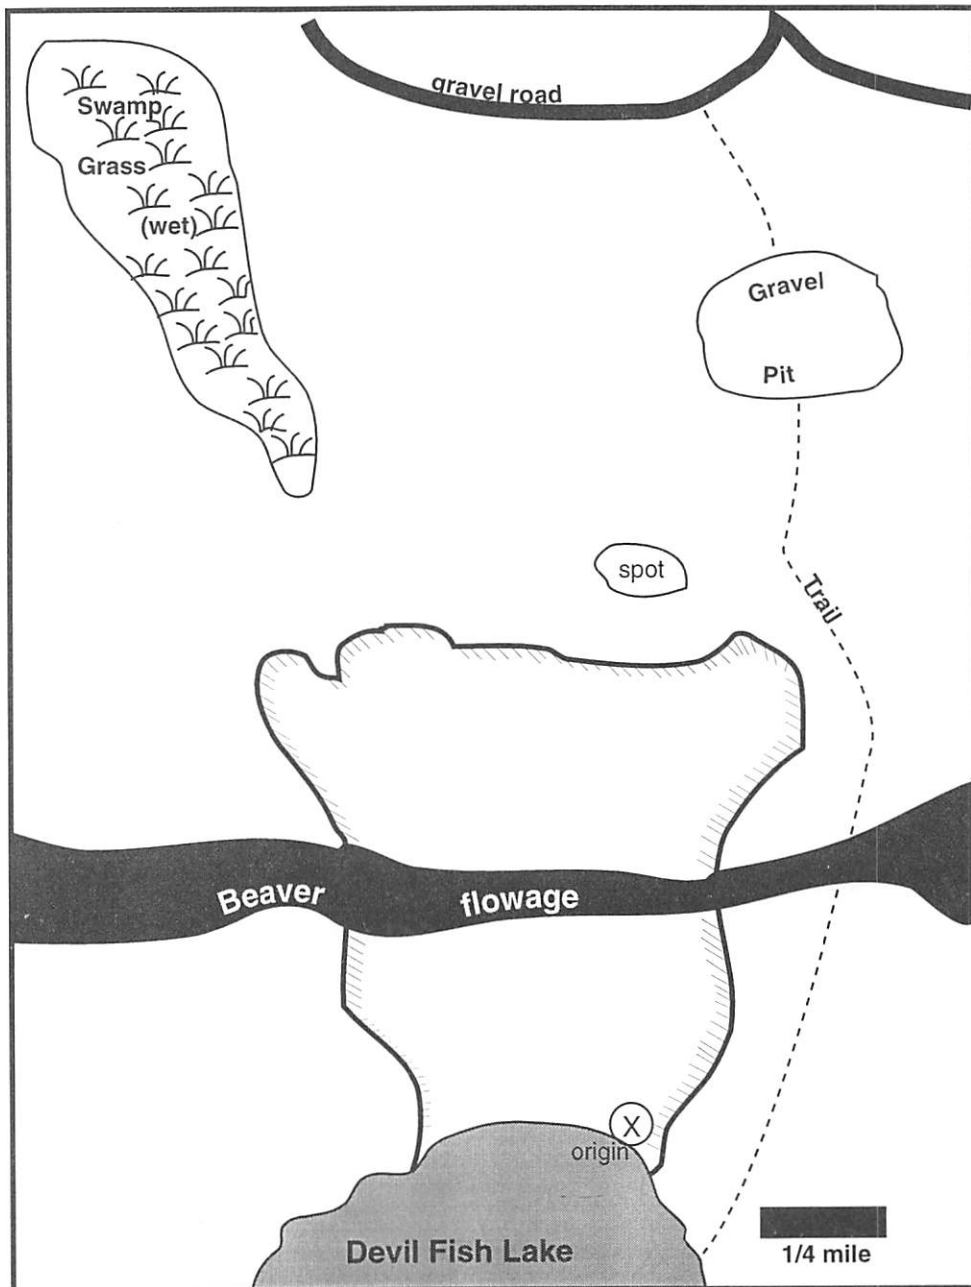 gravel road
Swamp
Grass
(wet)
Gravel
Pit
spot
Trail
Beaver flowage
X
origin
Devil Fish Lake
1/4 mile